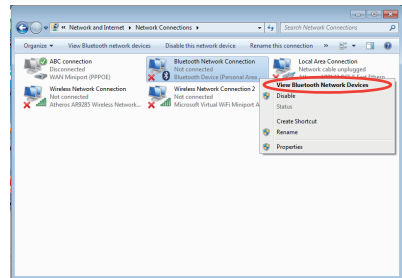 « Network and Internet ▸ Network Connections ▸
Search Network Connections
Organize
View Bluetooth network devices
Disable this network device
Rename this connection
»
ABC connection
Disconnected
WAN Miniport (PPPOE)
Bluetooth Network Connection
Not connected
Bluetooth Device (Personal Area
Local Area Connection
Network cable unplugged
Wireless Network Connection
Not connected
Atheros AR9285 Wireless Network...
Wireless Network Connection 2
Not connected
Microsoft Virtual WiFi Miniport A
View Bluetooth Network Devices
Disable
Status
Create Shortcut
Rename
Properties